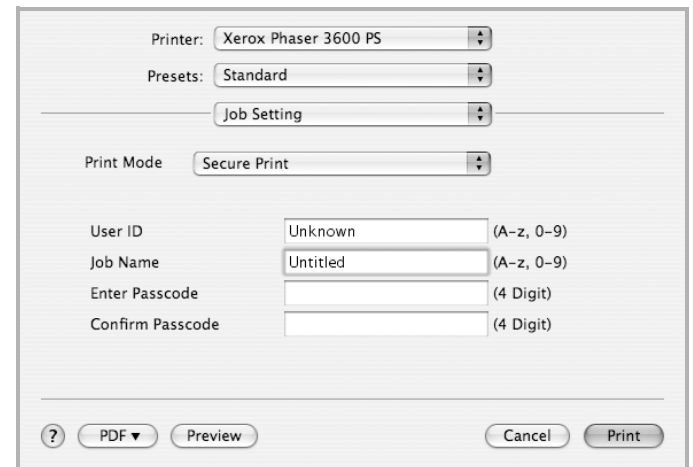 Printer: Xerox Phaser 3600 PS
Presets: Standard
Job Setting
Print Mode Secure Print
User ID Unknown (A-z, 0-9)
Job Name Untitled (A-z, 0-9)
Enter Passcode (4 Digit)
Confirm Passcode (4 Digit)
? PDF ▼ Preview Cancel Print